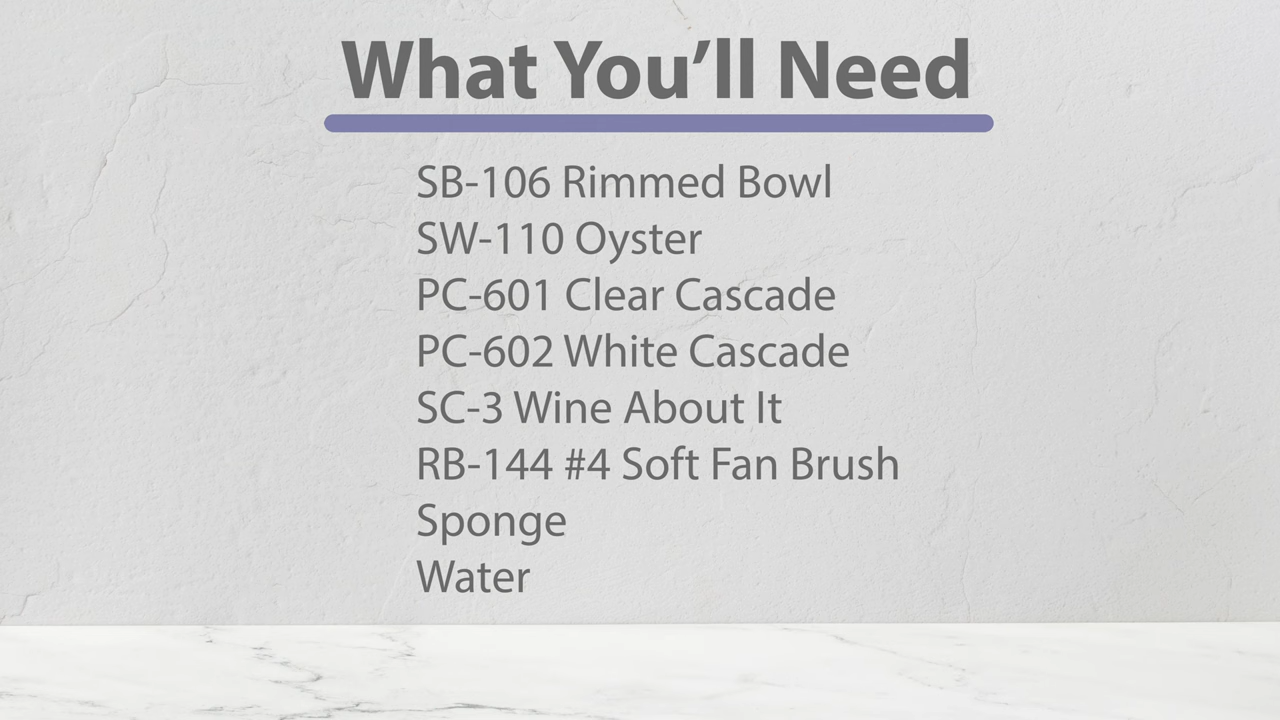 What You’ll Need
SB-106 Rimmed Bowl
SW-110 Oyster
PC-601 Clear Cascade
PC-602 White Cascade
SC-3 Wine About It
RB-144 #4 Soft Fan Brush
Sponge
Water